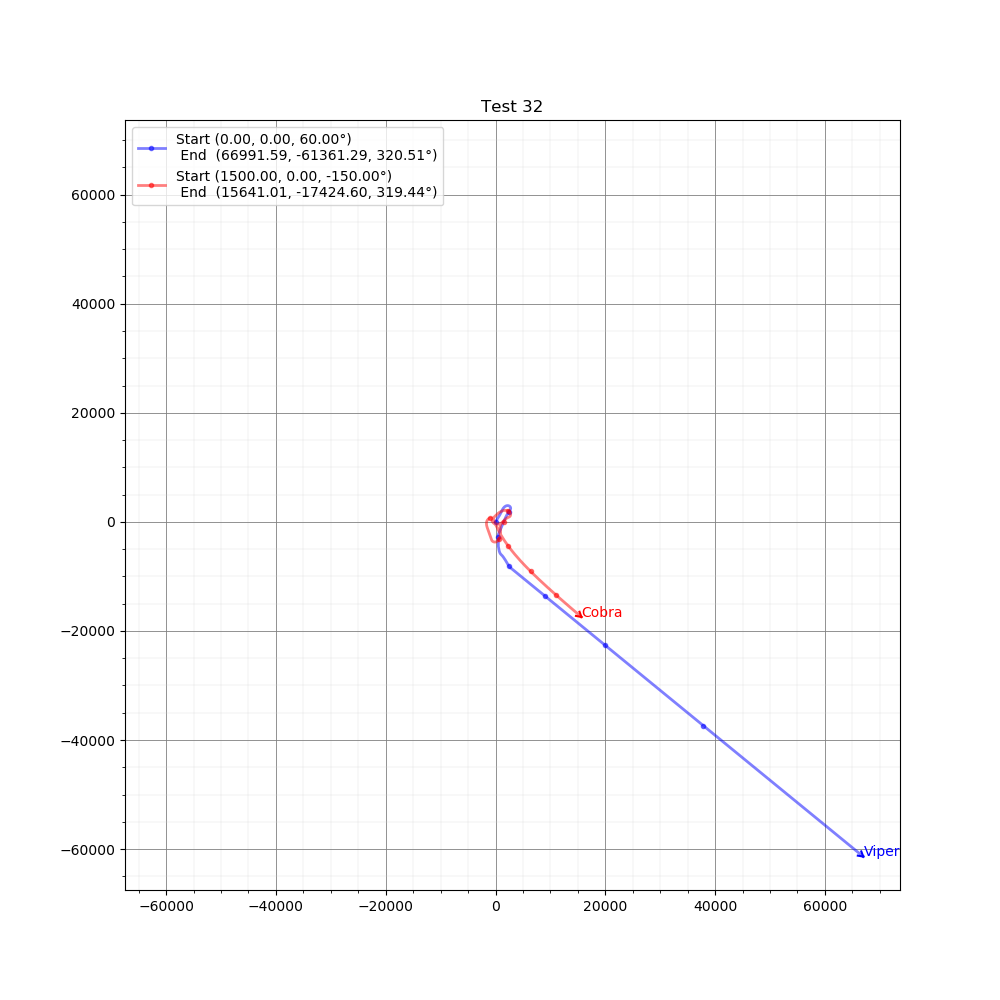 Test 32
Start (0.00, 0.00, 60.00°)
End (66991.59, -61361.29, 320.51°)
Start (1500.00, 0.00, -150.00°)
End (15641.01, -17424.60, 319.44°)
60000
40000
20000
0
−20000
−40000
−60000
Cobra
Viper
−60000 −40000 −20000 0 20000 40000 60000